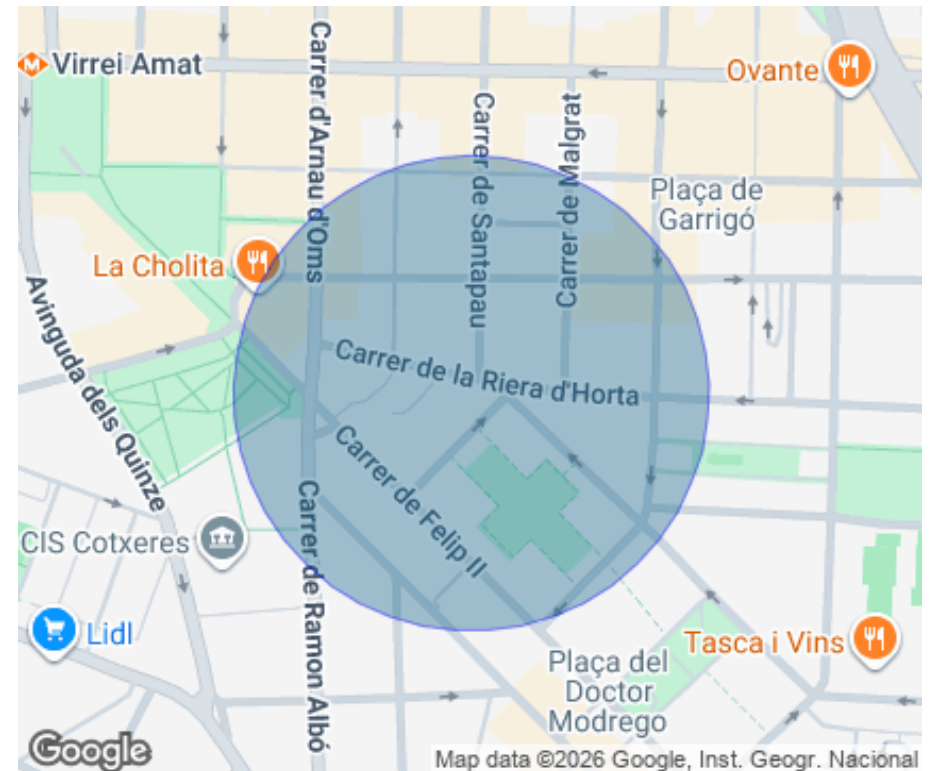 Virrei Amat
Carrer d'Arnau d'Oms
Carrer de Santapau
Carrer de Malgrat
Ovante
Plaça de
Garrigó
La Cholita
Avinguda dels Quinze
Carrer de la Riera d'Horta
Carrer de Felip II
Carrer de Ramon Albó
CIS Cotxeres
Lidl
Tasca i Vins
Plaça del
Doctor
Modrego
Google
Map data ©2026 Google, Inst. Geogr. Nacional